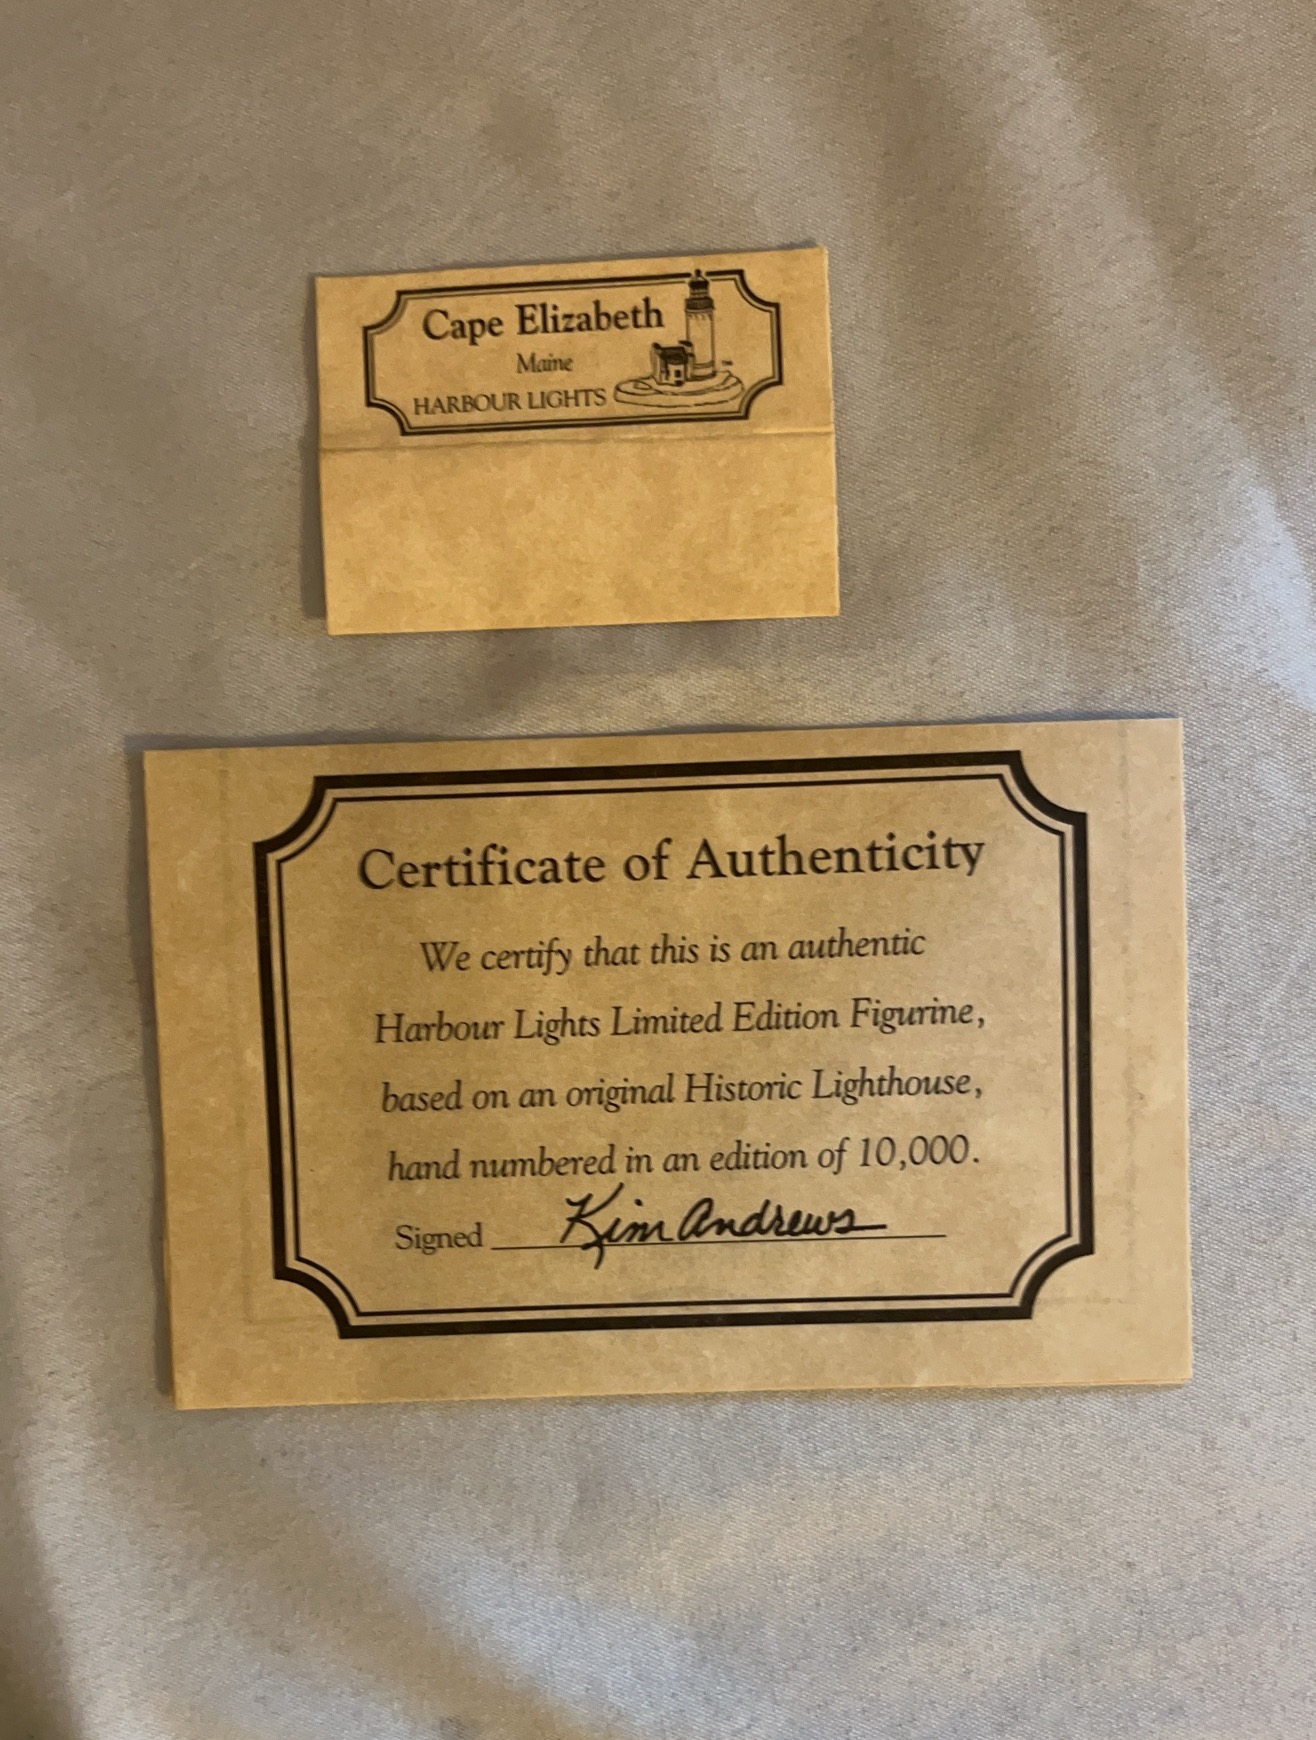 Cape Elizabeth
Maine
HARBOUR LIGHTS ™
Certificate of Authenticity
We certify that this is an authentic
Harbour Lights Limited Edition Figurine,
based on an original Historic Lighthouse,
hand numbered in an edition of 10,000.
Signed Kim Andrews